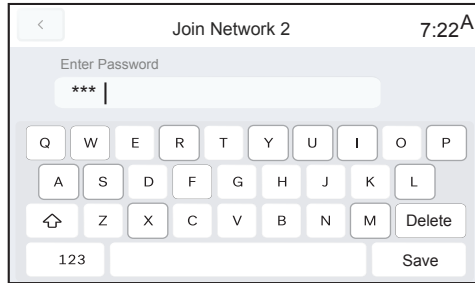 Join Network 2 7:22A
Enter Password
***
Q W E R T Y U I O P
A S D F G H J K L
Z X C V B N M Delete
123 Save